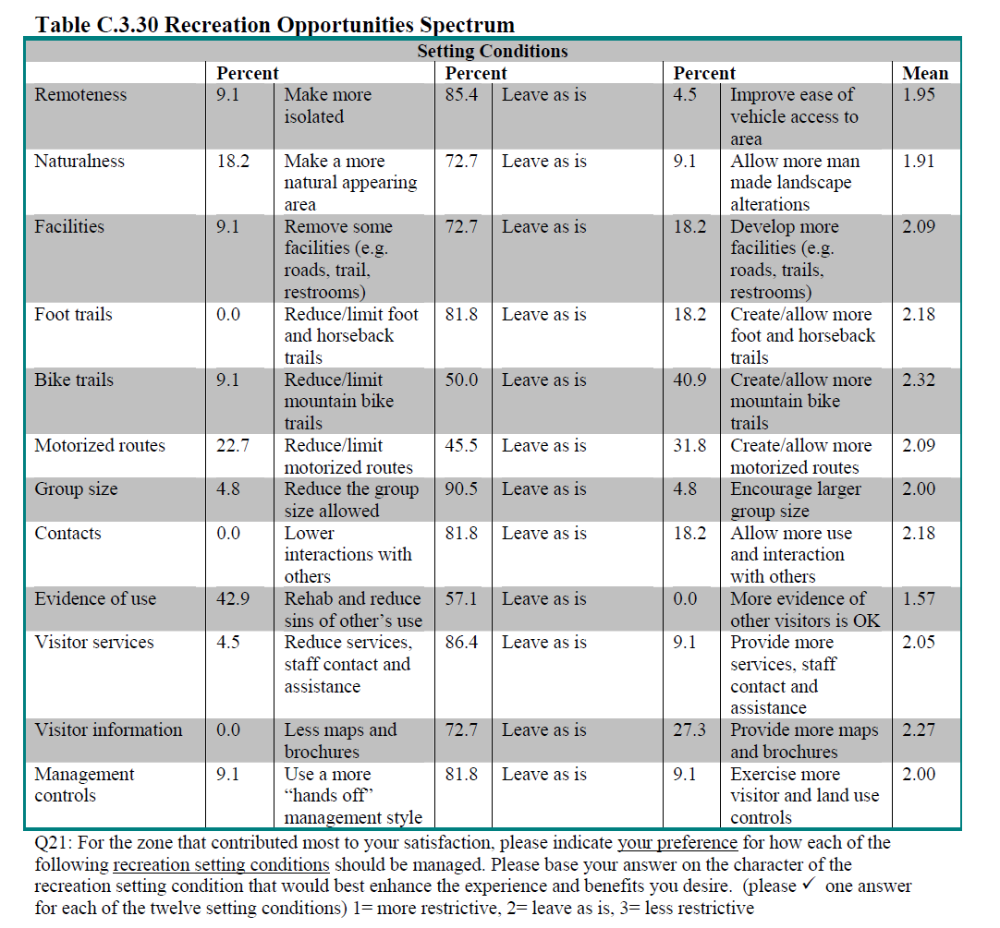 Table C.3.30 Recreation Opportunities Spectrum
Setting Conditions
Percent Percent Percent Mean
Remoteness 9.1 Make more 85.4 Leave as is 4.5 Improve ease of 1.95
isolated vehicle access to
area
Naturalness 18.2 Make a more 72.7 Leave as is 9.1 Allow more man 1.91
natural appearing made landscape
area alterations
Facilities 9.1 Remove some 72.7 Leave as is 18.2 Develop more 2.09
facilities (e.g. facilities (e.g.
roads, trail, roads, trails,
restrooms) restrooms)
Foot trails 0.0 Reduce/limit foot 81.8 Leave as is 18.2 Create/allow more 2.18
and horseback foot and horseback
trails trails
Bike trails 9.1 Reduce/limit 50.0 Leave as is 40.9 Create/allow more 2.32
mountain bike mountain bike
trails trails
Motorized routes 22.7 Reduce/limit 45.5 Leave as is 31.8 Create/allow more 2.09
motorized routes motorized routes
Group size 4.8 Reduce the group 90.5 Leave as is 4.8 Encourage larger 2.00
size allowed group size
Contacts 0.0 Lower 81.8 Leave as is 18.2 Allow more use 2.18
interactions with and interaction
others with others
Evidence of use 42.9 Rehab and reduce 57.1 Leave as is 0.0 More evidence of 1.57
sins of other’s use other visitors is OK
Visitor services 4.5 Reduce services, 86.4 Leave as is 9.1 Provide more 2.05
staff contact and services, staff
assistance contact and
assistance
Visitor information 0.0 Less maps and 72.7 Leave as is 27.3 Provide more maps 2.27
brochures and brochures
Management 9.1 Use a more 81.8 Leave as is 9.1 Exercise more 2.00
controls “hands off” visitor and land use
management style controls
Q21: For the zone that contributed most to your satisfaction, please indicate your preference for how each of the
following recreation setting conditions should be managed. Please base your answer on the character of the
recreation setting condition that would best enhance the experience and benefits you desire. (please ✓ one answer
for each of the twelve setting conditions) 1= more restrictive, 2= leave as is, 3= less restrictive